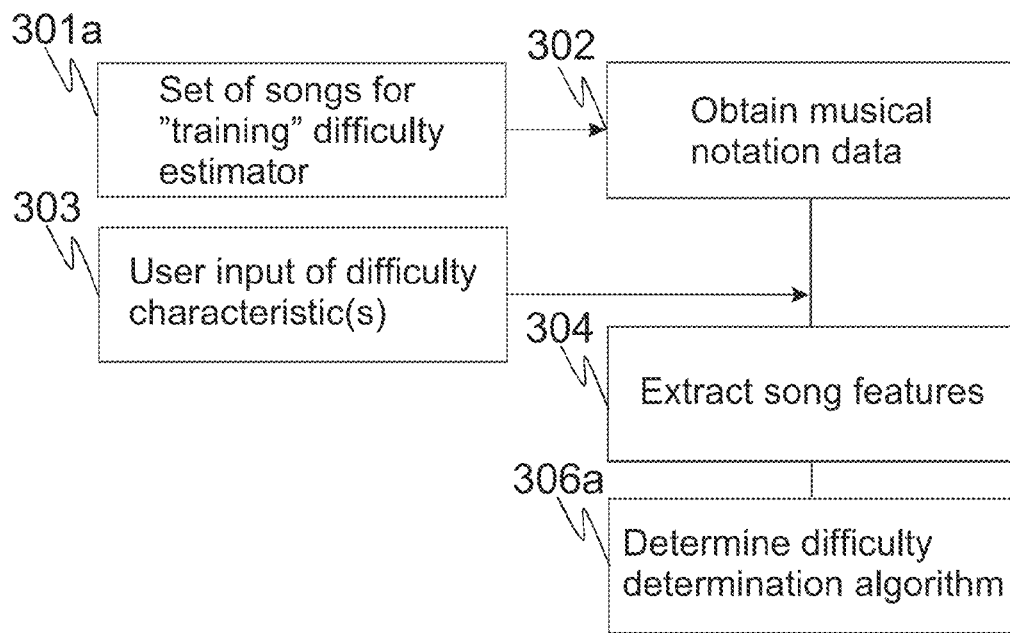 301a
Set of songs for
”training” difficulty
estimator
302
Obtain musical
notation data
303
User input of difficulty
characteristic(s)
304
Extract song features
306a
Determine difficulty
determination algorithm